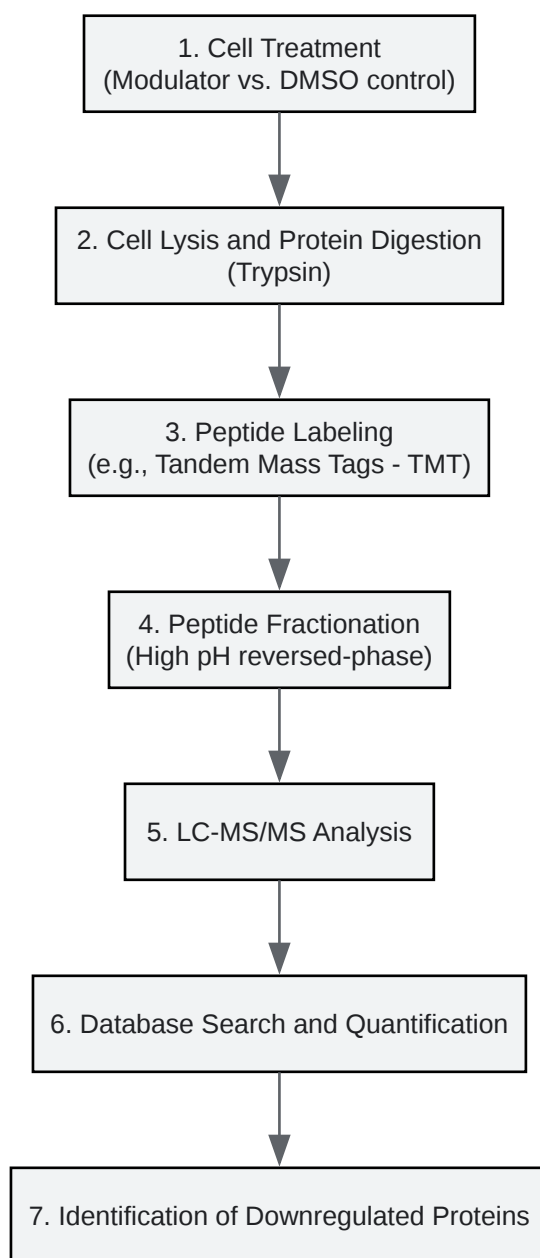 1. Cell Treatment
(Modulator vs. DMSO control)
2. Cell Lysis and Protein Digestion
(Trypsin)
3. Peptide Labeling
(e.g., Tandem Mass Tags - TMT)
4. Peptide Fractionation
(High pH reversed-phase)
5. LC-MS/MS Analysis
6. Database Search and Quantification
7. Identification of Downregulated Proteins